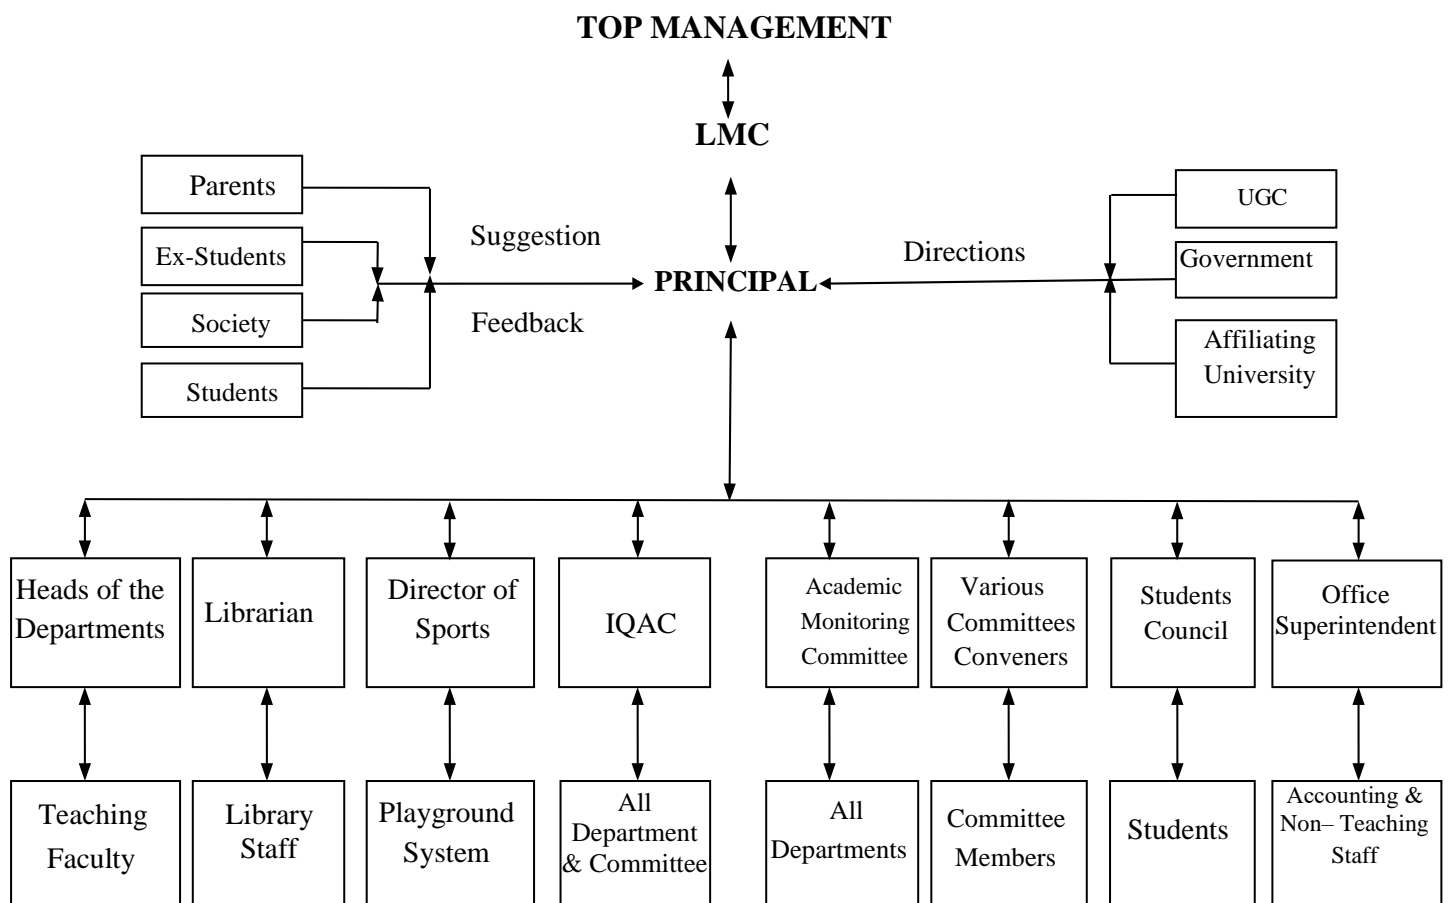 TOP MANAGEMENT
LMC
Parents
Ex-Students
Society
Students
Suggestion
Feedback
PRINCIPAL
Directions
UGC
Government
Affiliating
University
Heads of the
Departments
Librarian
Director of
Sports
IQAC
Academic
Monitoring
Committee
Various
Committees
Conveners
Students
Council
Office
Superintendent
Teaching
Faculty
Library
Staff
Playground
System
All
Department
& Committee
All
Departments
Committee
Members
Students
Accounting &
Non– Teaching
Staff